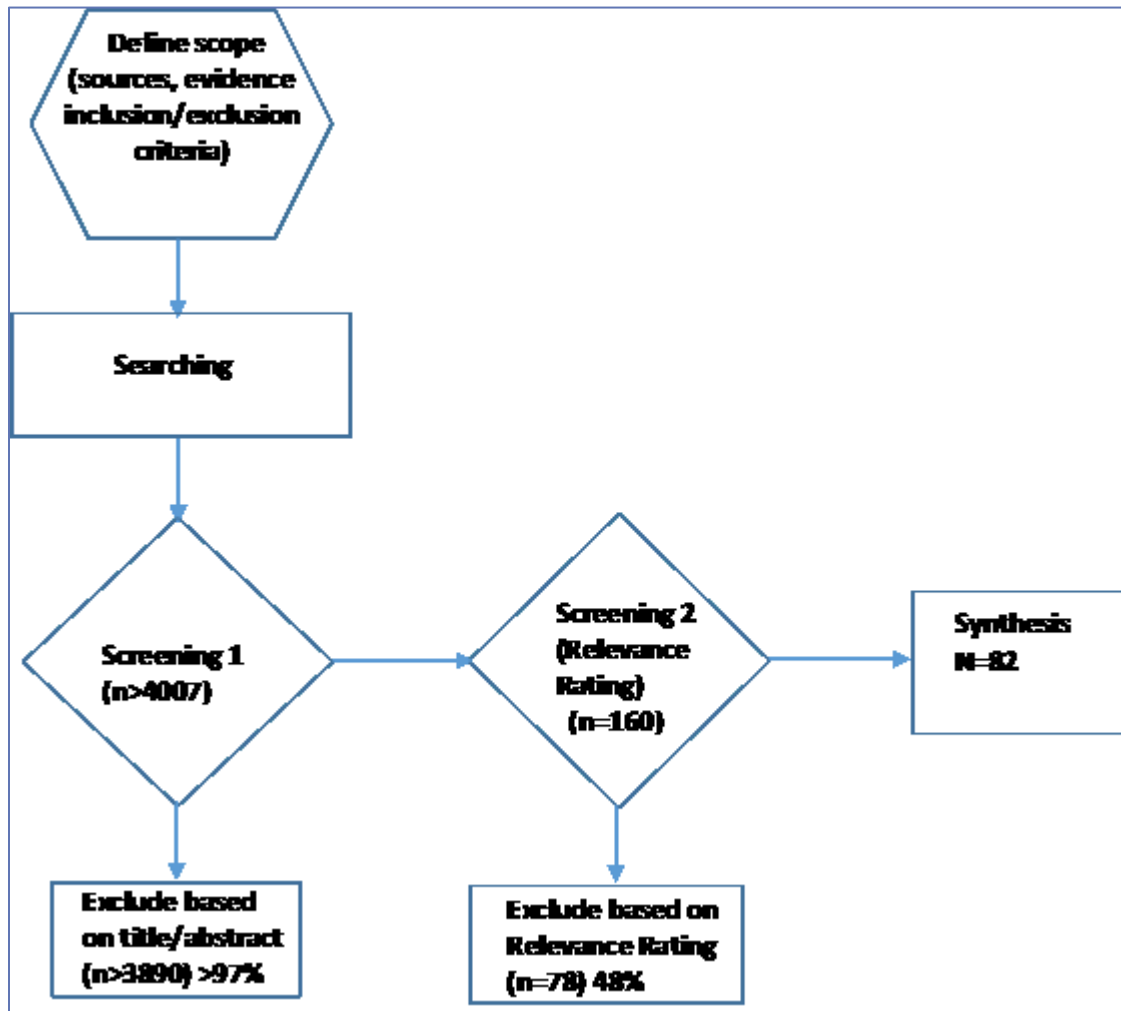 Define scope
(sources, evidence
inclusion/exclusion
criteria)
Searching
Screening 1
(n>4007)
Screening 2
(Relevance
Rating)
(n=160)
Synthesis
N=82
Exclude based
on title/abstract
(n>3890) >97%
Exclude based on
Relevance Rating
(n=78) 48%